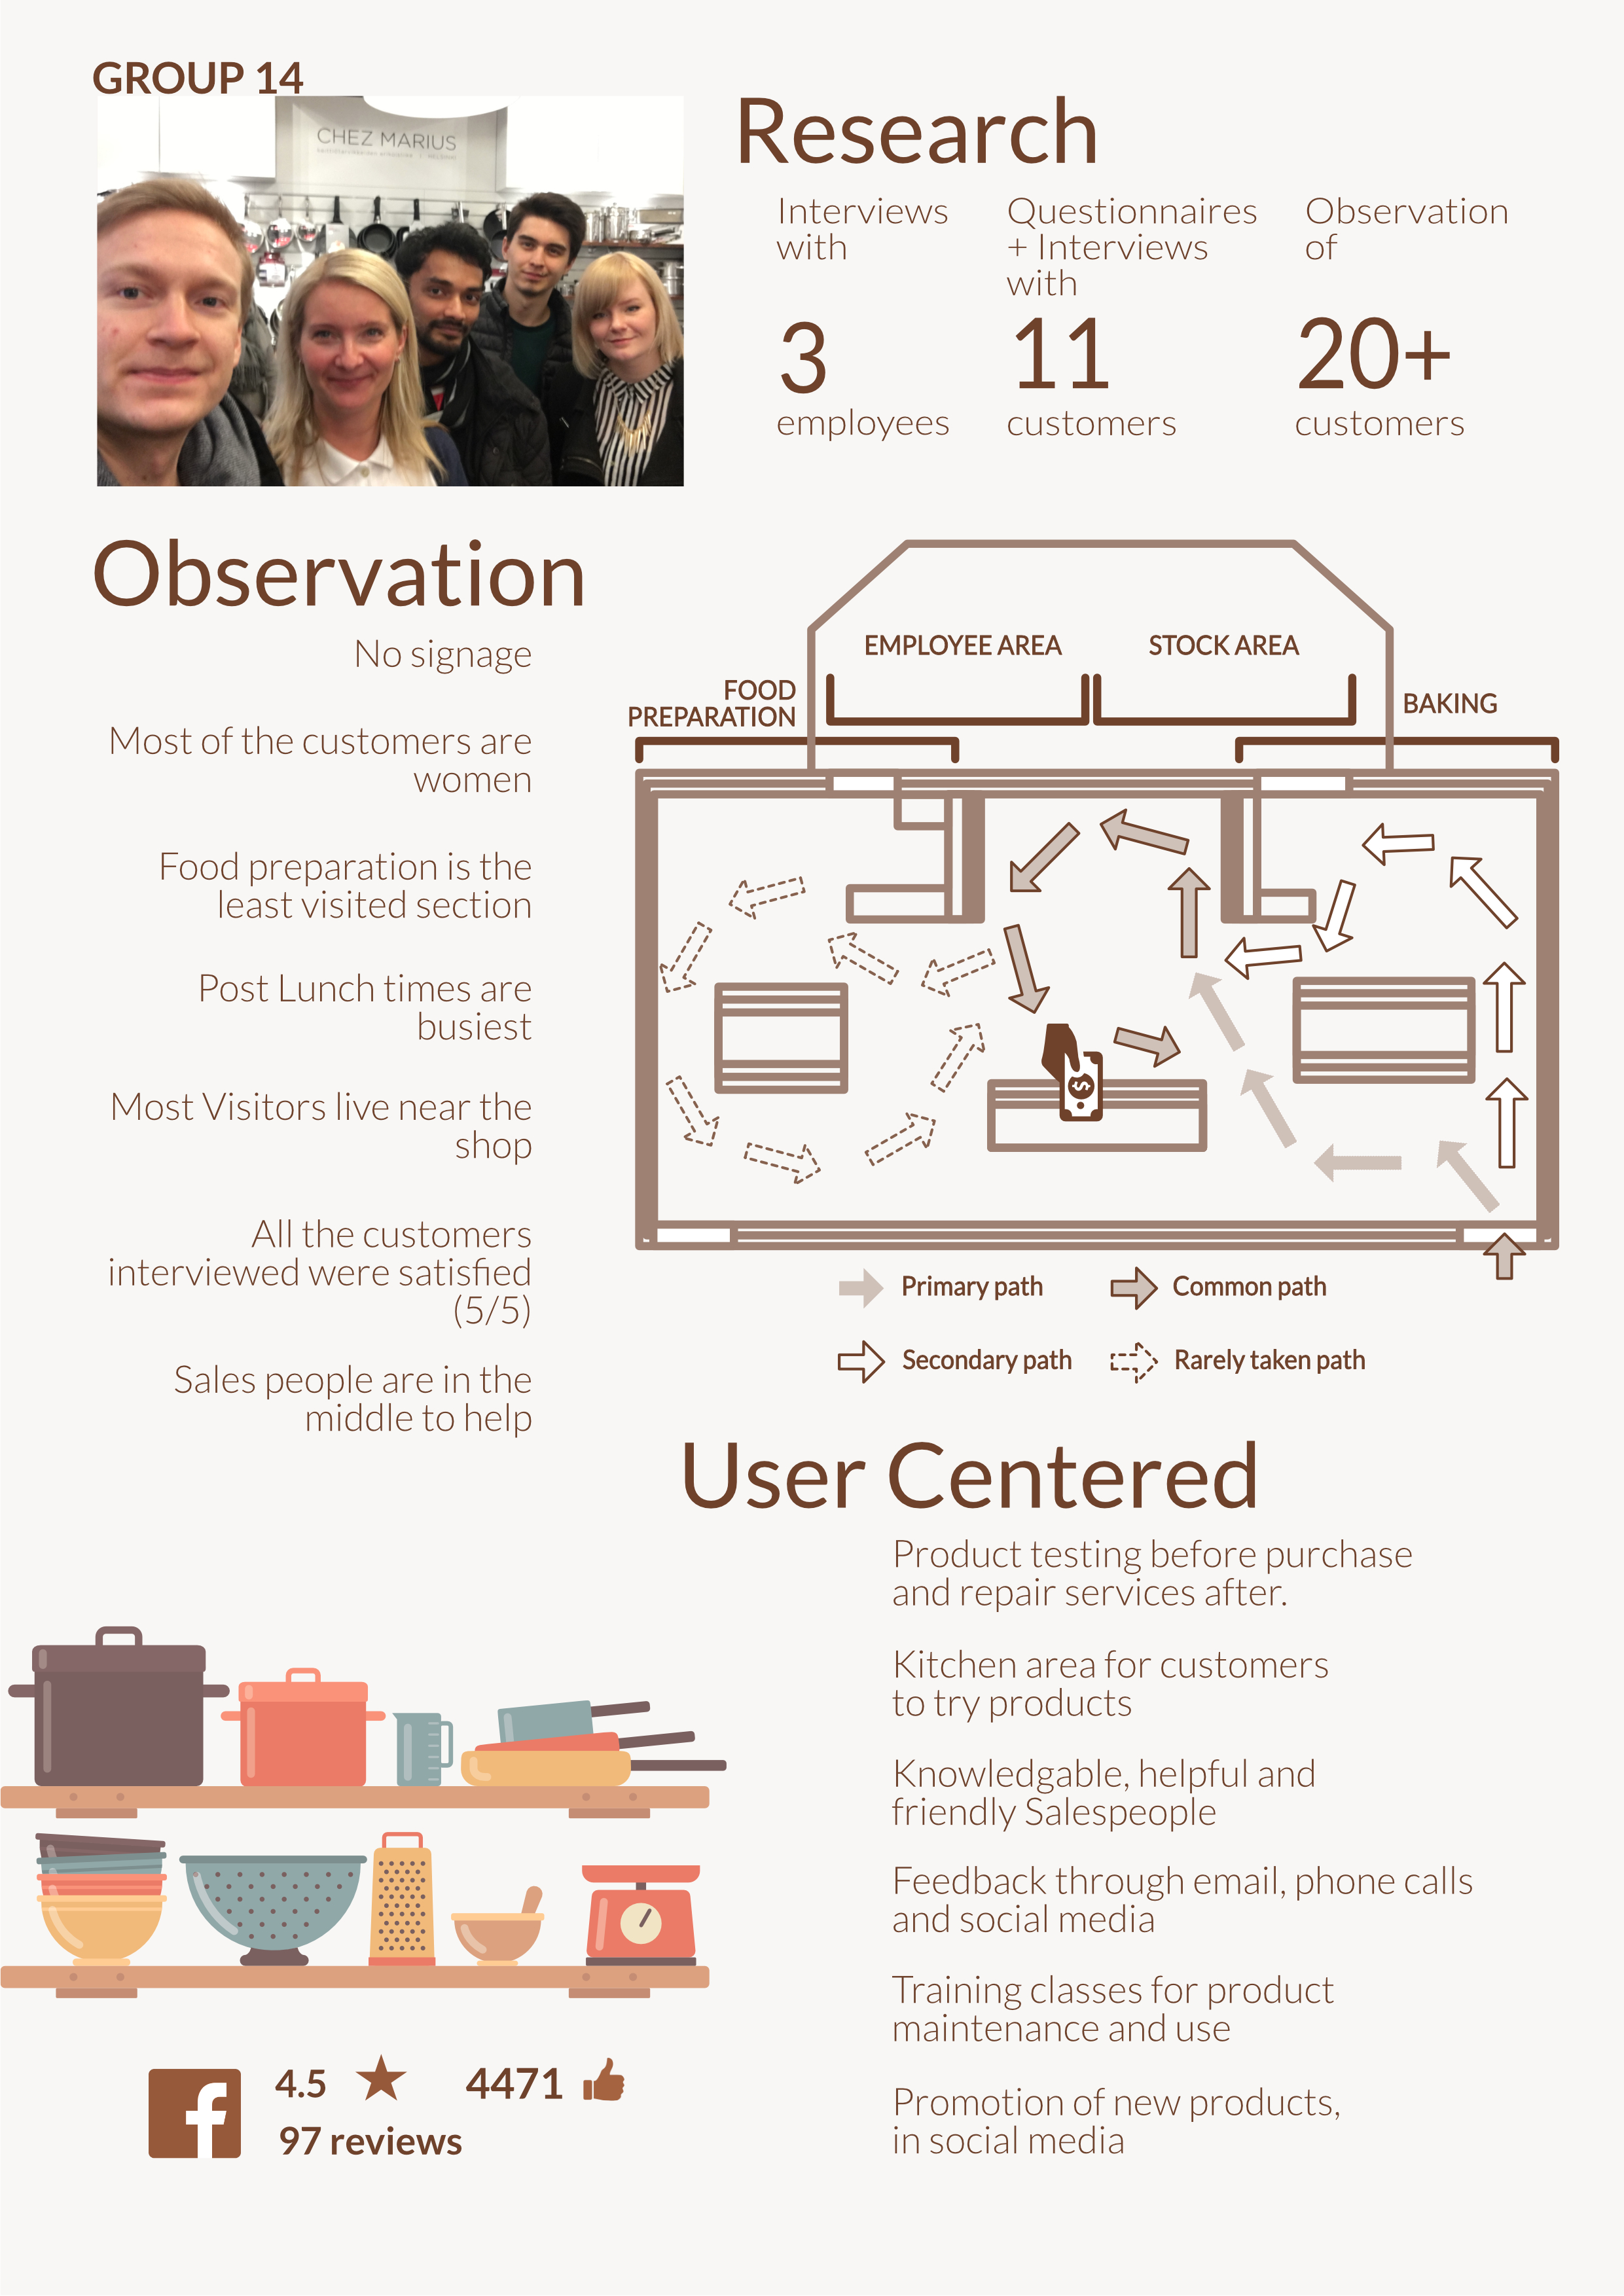 GROUP 14
CHEZ MARIUS
Research
Interviews
with
3
employees
Questionnaires
+ Interviews
with
11
customers
Observation
of
20+
customers
Observation
No signage
Most of the customers are
women
Food preparation is the
least visited section
Post Lunch times are
busiest
Most Visitors live near the
shop
All the customers
interviewed were satisfied
(5/5)
Sales people are in the
middle to help
EMPLOYEE AREA
STOCK AREA
FOOD
PREPARATION
BAKING
$
Primary path
Common path
Secondary path
Rarely taken path
User Centered
Product testing before purchase
and repair services after.
Kitchen area for customers
to try products
Knowledgable, helpful and
friendly Salespeople
Feedback through email, phone calls
and social media
Training classes for product
maintenance and use
Promotion of new products,
in social media
f
4.5
4471
97 reviews